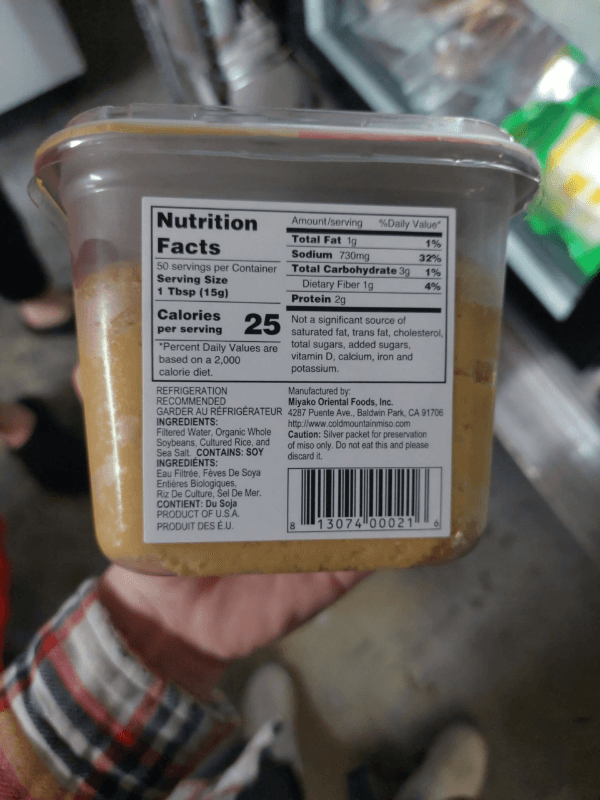 Nutrition
Facts
50 servings per Container
Serving Size
1 Tbsp (15g)
Calories
per serving 25
*Percent Daily Values are
based on a 2,000
calorie diet.
Amount/serving %Daily Value*
Total Fat 1g 1%
Sodium 730mg 32%
Total Carbohydrate 3g 1%
Dietary Fiber 1g 4%
Protein 2g
Not a significant source of
saturated fat, trans fat, cholesterol,
total sugars, added sugars,
vitamin D, calcium, iron and
potassium.
REFRIGERATION
RECOMMENDED
GARDER AU RÉFRIGÉRATEUR
INGREDIENTS:
Filtered Water, Organic Whole
Soybeans, Cultured Rice, and
Sea Salt. CONTAINS: SOY
INGREDIÉNTS:
Eau Filtrée, Féves De Soya
Entières Biologiques,
Riz De Culture, Sel De Mer.
CONTIENT: Du Soja
PRODUCT OF U.S.A.
PRODUIT DES É.U.
Manufactured by:
Miyako Oriental Foods, Inc.
4287 Puente Ave., Baldwin Park, CA 91706
http://www.coldmountainmiso.com
Caution: Silver packet for preservation
of miso only. Do not eat this and please
discard it.
8 13074 00021 6